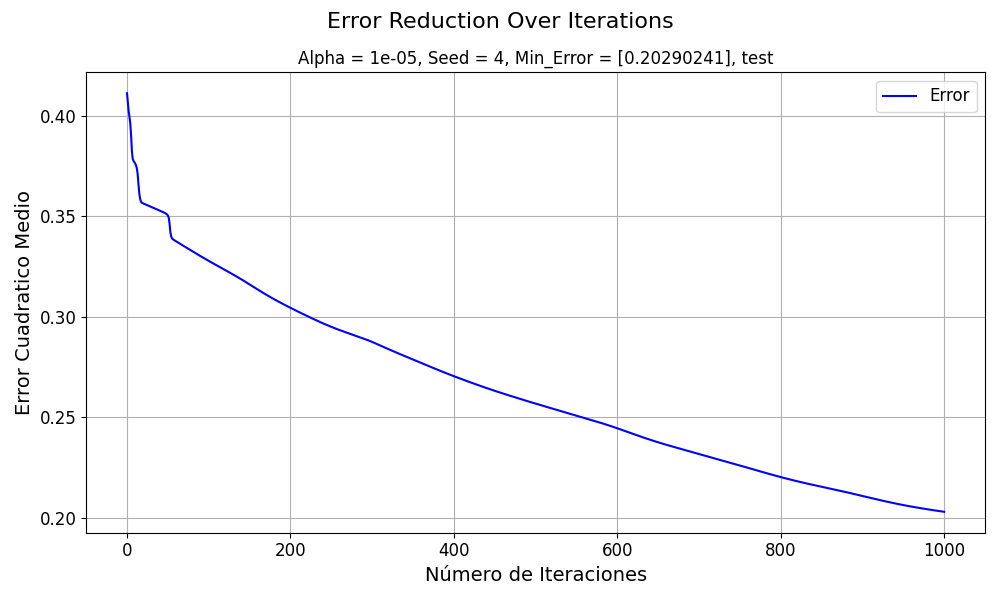 Error Reduction Over Iterations
Alpha = 1e-05, Seed = 4, Min_Error = [0.20290241], test
Error
0.40
0.35
0.30
0.25
0.20
Error Cuadratico Medio
0 200 400 600 800 1000
Número de Iteraciones